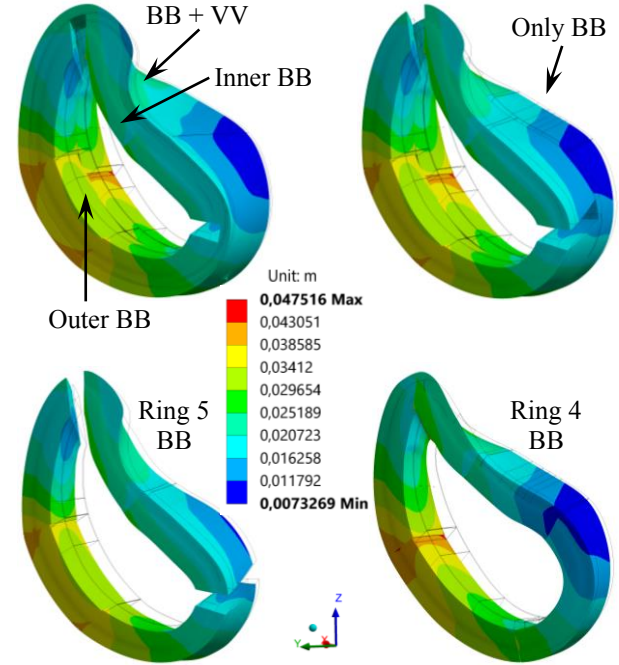 BB + VV
Only BB
Inner BB
Outer BB
Unit: m
0,047516 Max
0,043051
0,038585
0,03412
0,029654
0,025189
0,020723
0,016258
0,011792
0,0073269 Min
Ring 5
BB
Ring 4
BB
Z
Y
X